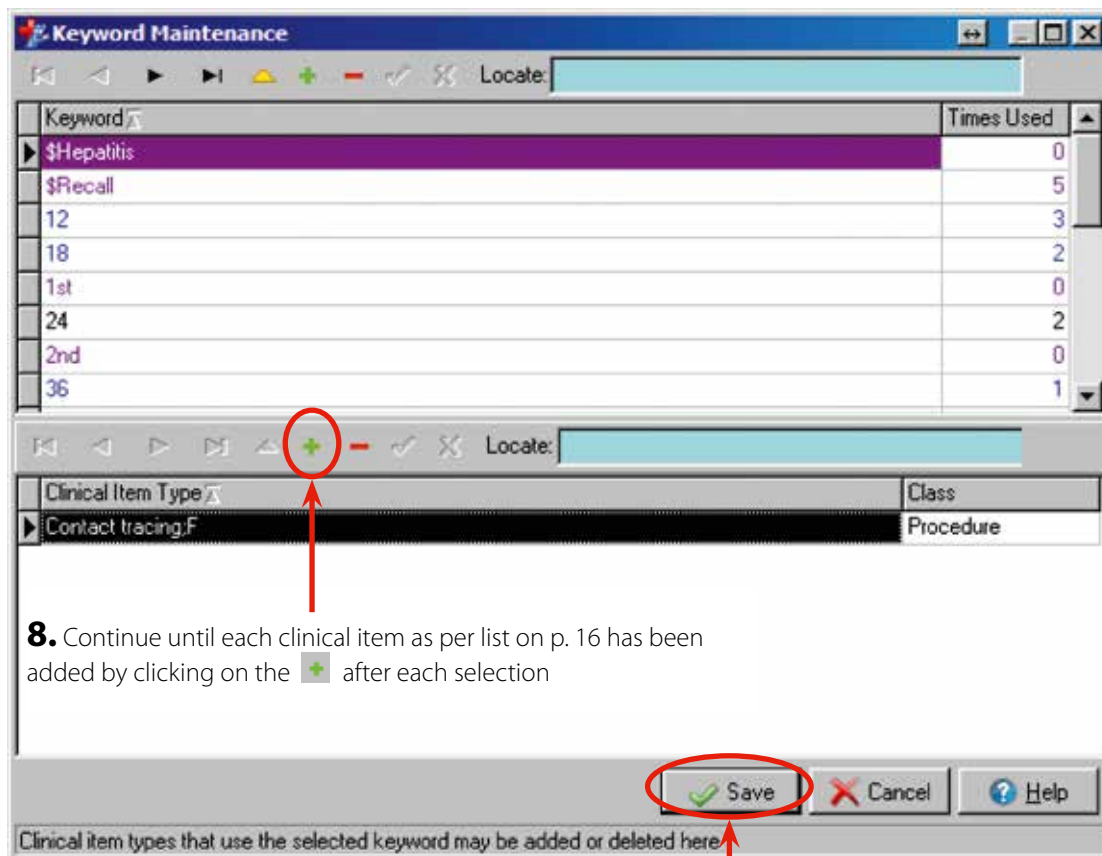 Keyword Maintenance
Locate:
Keyword Times Used
$Hepatitis 0
$Recall 5
12 3
18 2
1st 0
24 2
2nd 0
36 1
Locate:
Clinical Item Type Class
Contact tracing;F Procedure
8. Continue until each clinical item as per list on p. 16 has been
added by clicking on the + after each selection
Save Cancel Help
Clinical item types that use the selected keyword may be added or deleted here